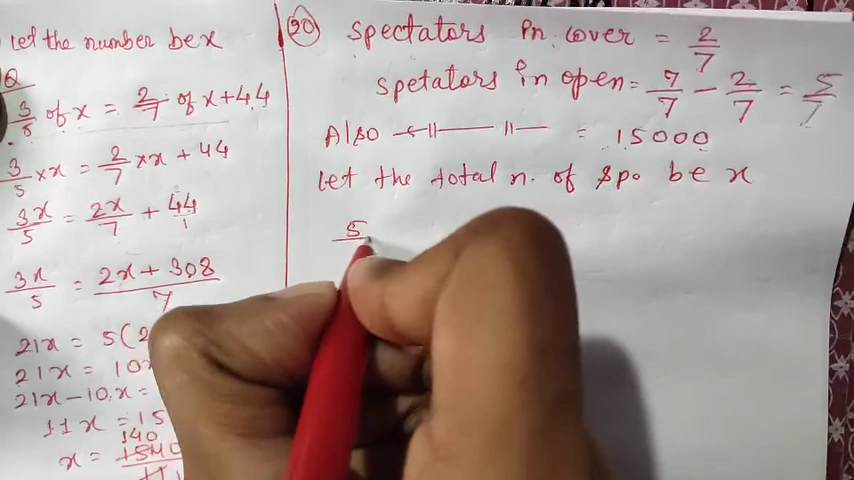 Let the number be x
Q
3/5 of x = 2/7 of x + 44
3/5 × x = 2/7 × x + 44
3x/5 = 2x/7 + 44/1
3x/5 = 2x + 308/7
21x = 5(2
21x = 10x
21x - 10x =
11x = 15
140
x = 1540/11
20 Spectators in cover = 2/7
spetators in open = 7/7 - 2/7 = 5/7
Also —॥— ॥— = 15000
Let the total n. of spo be x
5